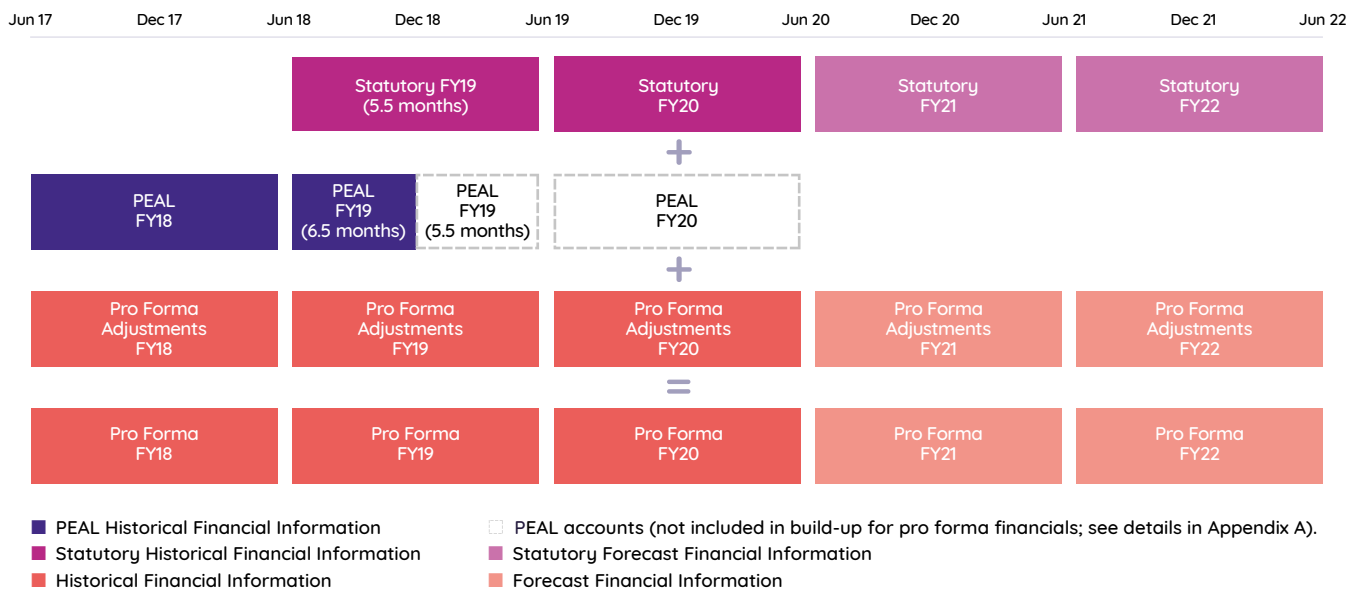 Jun 17 Dec 17 Jun 18 Dec 18 Jun 19 Dec 19 Jun 20 Dec 20 Jun 21 Dec 21 Jun 22
Statutory FY19
(5.5 months)
Statutory
FY20
Statutory
FY21
Statutory
FY22
+
PEAL
FY18
PEAL
FY19
(6.5 months)
PEAL
FY19
(5.5 months)
PEAL
FY20
+
Pro Forma
Adjustments
FY18
Pro Forma
Adjustments
FY19
Pro Forma
Adjustments
FY20
Pro Forma
Adjustments
FY21
Pro Forma
Adjustments
FY22
=
Pro Forma
FY18
Pro Forma
FY19
Pro Forma
FY20
Pro Forma
FY21
Pro Forma
FY22
PEAL Historical Financial Information
Statutory Historical Financial Information
Historical Financial Information
PEAL accounts (not included in build-up for pro forma financials; see details in Appendix A).
Statutory Forecast Financial Information
Forecast Financial Information